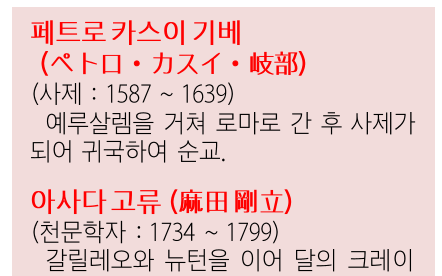 페트로 카스이 기베
(ペトロ・カスイ・岐部)
(사제 : 1587 ~ 1639)
예루살렘을 거쳐 로마로 간 후 사제가
되어 귀국하여 순교.
아사다 고류 (麻田 剛立)
(천문학자 : 1734 ~ 1799)
갈릴레오와 뉴턴을 이어 달의 크레이